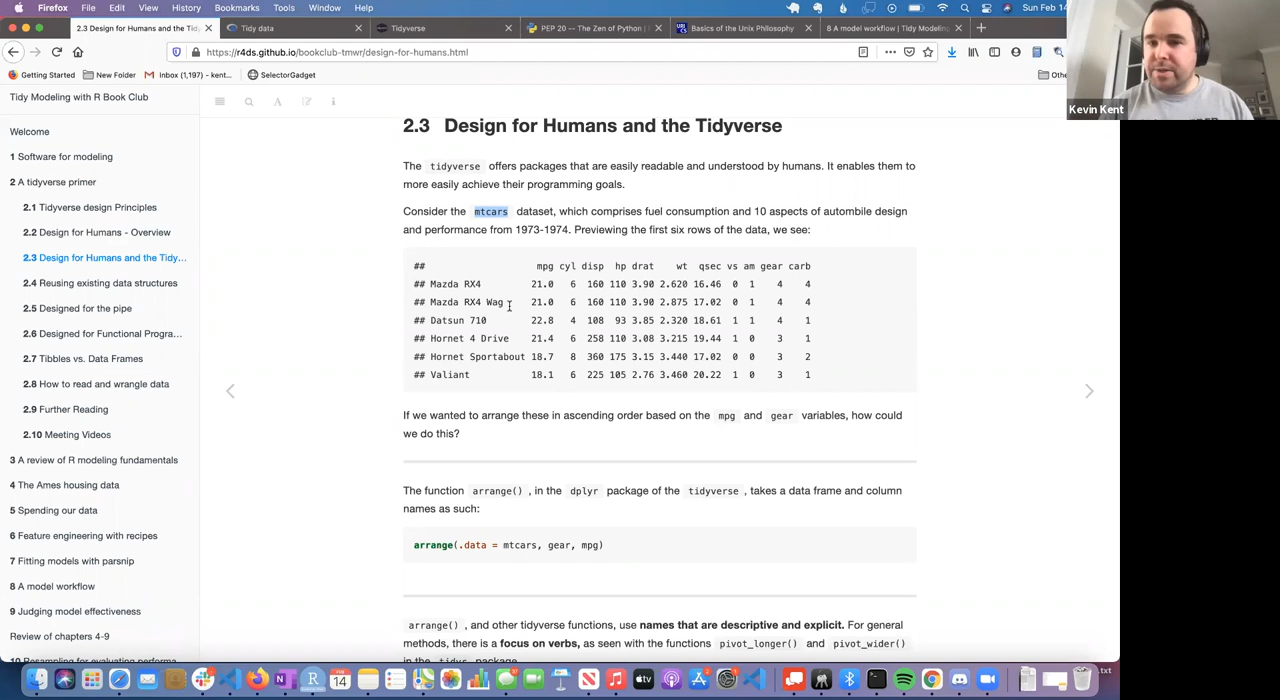 Firefox File Edit View History Bookmarks Tools Window Help Sun Feb 14
2.3 Design for Humans and the Tid Tidy data Tidyverse PEP 20 -- The Zen of Python | Basics of the Unix Philosophy 8 A model workflow | Tidy Modelin
https://r4ds.github.io/bookclub-tmwr/design-for-humans.html
Getting Started New Folder Inbox (1,197) - kent... SelectorGadget Othe
Kevin Kent
Tidy Modeling with R Book Club
Welcome
1 Software for modeling
2 A tidyverse primer
2.1 Tidyverse design Principles
2.2 Design for Humans - Overview
2.3 Design for Humans and the Tidy…
2.4 Reusing existing data structures
2.5 Designed for the pipe
2.6 Designed for Functional Progra…
2.7 Tibbles vs. Data Frames
2.8 How to read and wrangle data
2.9 Further Reading
2.10 Meeting Videos
3 A review of R modeling fundamentals
4 The Ames housing data
5 Spending our data
6 Feature engineering with recipes
7 Fitting models with parsnip
8 A model workflow
9 Judging model effectiveness
Review of chapters 4-9
10 Resampling for evaluating performa
2.3 Design for Humans and the Tidyverse
The tidyverse offers packages that are easily readable and understood by humans. It enables them to
more easily achieve their programming goals.
Consider the mtcars dataset, which comprises fuel consumption and 10 aspects of autombile design
and performance from 1973-1974. Previewing the first six rows of the data, we see:
## mpg cyl disp hp drat wt qsec vs am gear carb
## Mazda RX4 21.0 6 160 110 3.90 2.620 16.46 0 1 4 4
## Mazda RX4 Wag 21.0 6 160 110 3.90 2.875 17.02 0 1 4 4
## Datsun 710 22.8 4 108 93 3.85 2.320 18.61 1 1 4 1
## Hornet 4 Drive 21.4 6 258 110 3.08 3.215 19.44 1 0 3 1
## Hornet Sportabout 18.7 8 360 175 3.15 3.440 17.02 0 0 3 2
## Valiant 18.1 6 225 105 2.76 3.460 20.22 1 0 3 1
If we wanted to arrange these in ascending order based on the mpg and gear variables, how could
we do this?
The function arrange() , in the dplyr package of the tidyverse , takes a data frame and column
names as such:
arrange(.data = mtcars, gear, mpg)
arrange() , and other tidyverse functions, use names that are descriptive and explicit. For general
methods, there is a focus on verbs, as seen with the functions pivot_longer() and pivot_wider()
in the tidyr package.
.txt